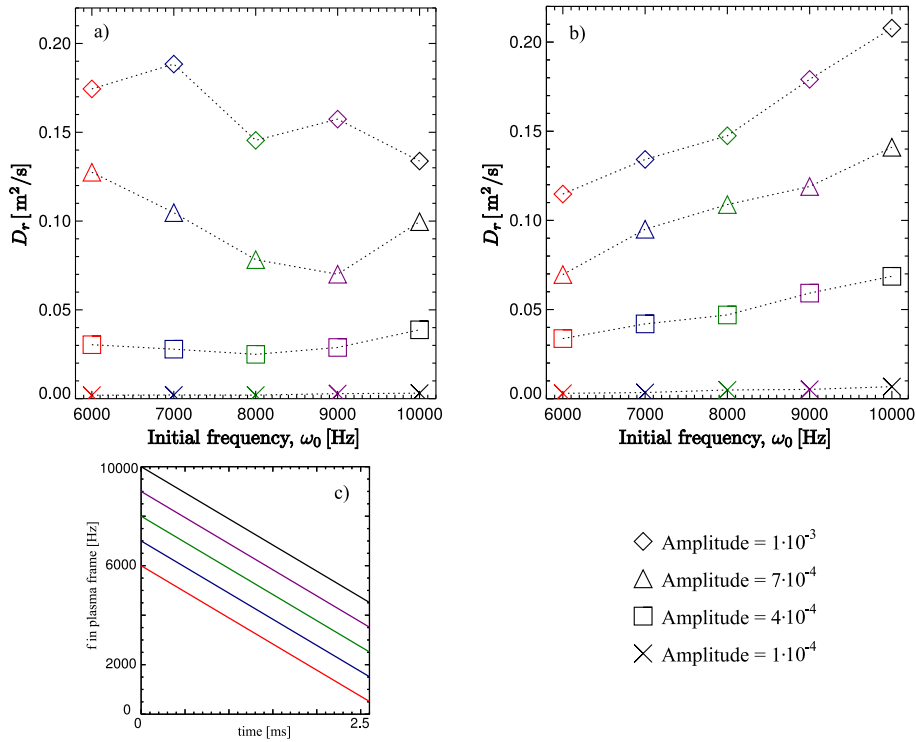 a)
0.20
0.15
0.10
0.05
0.00
D_r [m²/s]
6000 7000 8000 9000 10000
Initial frequency, ω₀ [Hz]
b)
0.20
0.15
0.10
0.05
0.00
D_r [m²/s]
6000 7000 8000 9000 10000
Initial frequency, ω₀ [Hz]
c)
10000
6000
2000
0
f in plasma frame [Hz]
0 2.5
time [ms]
Amplitude = 1·10⁻³
Amplitude = 7·10⁻⁴
Amplitude = 4·10⁻⁴
Amplitude = 1·10⁻⁴